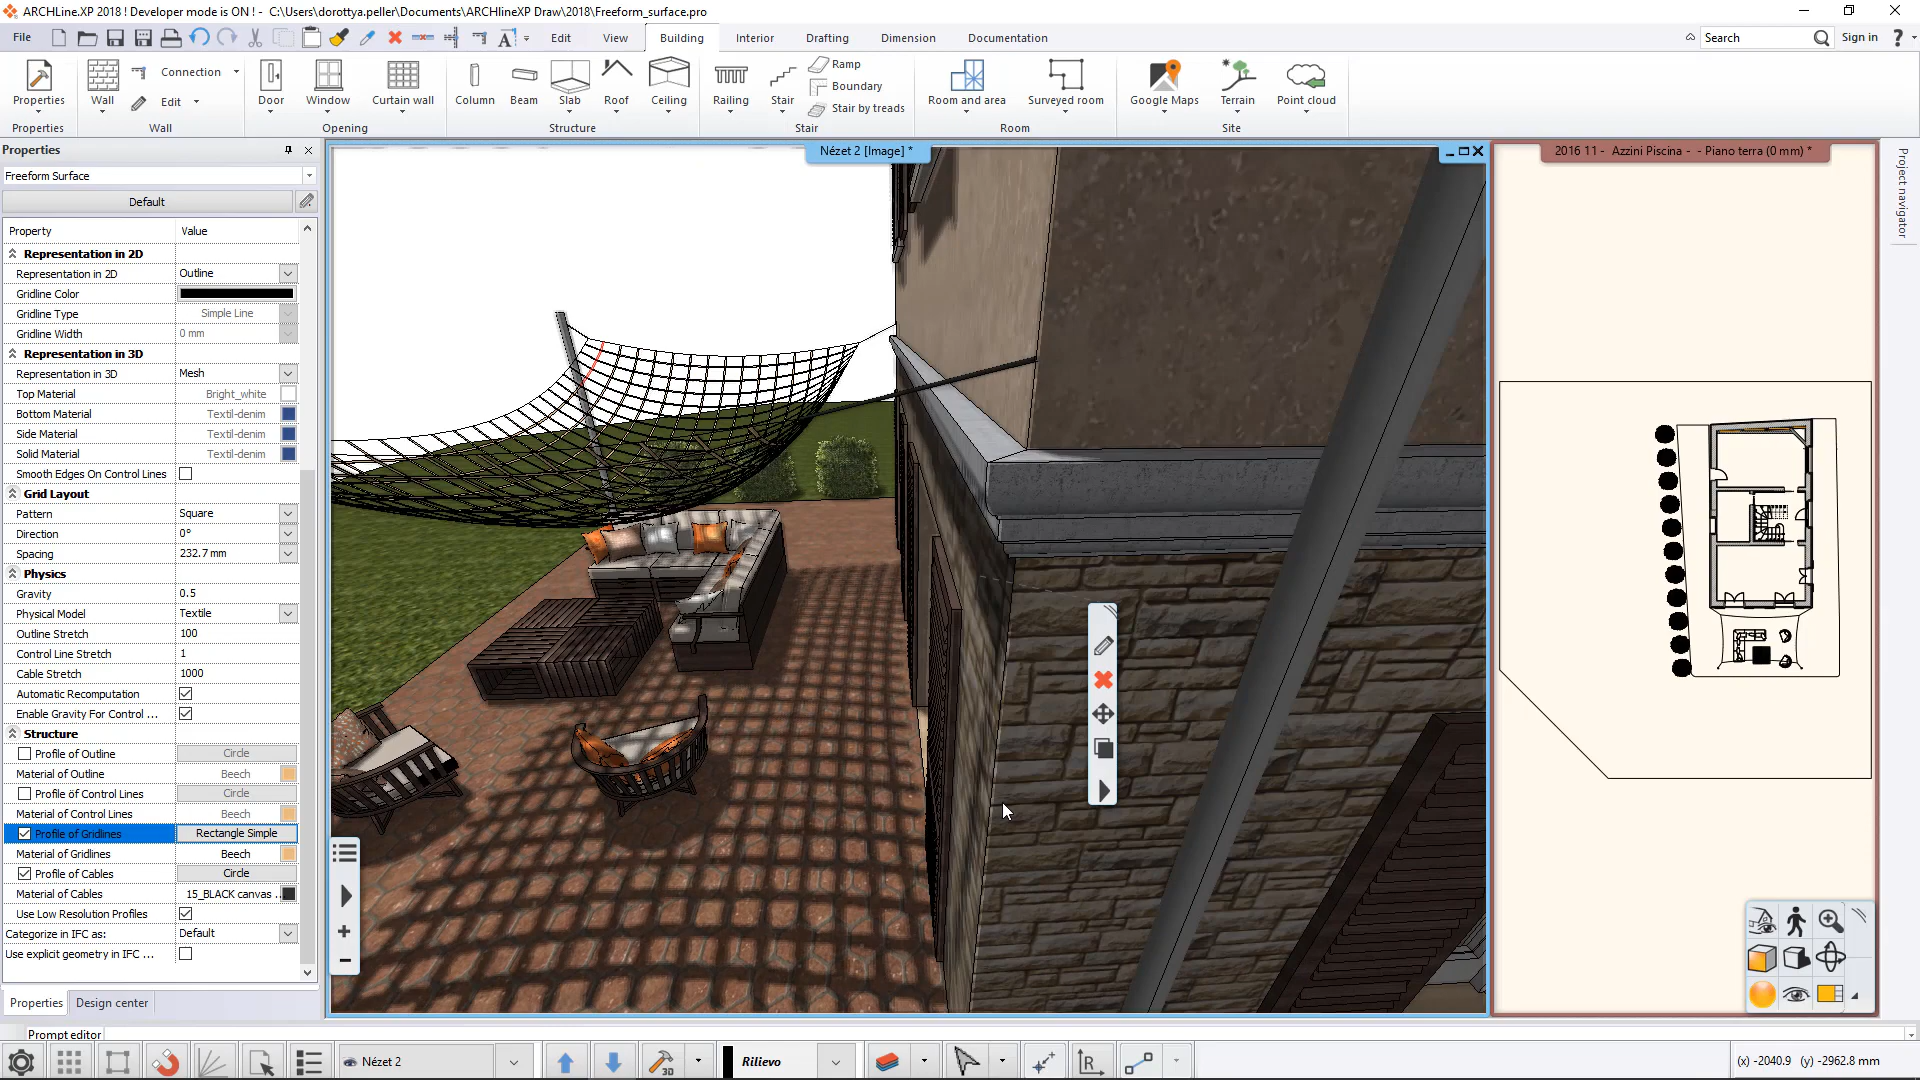 ARCHLine.XP 2018 ! Developer mode is ON ! -  C:\Users\dorottya.peller\Documents\ARCHlineXP Draw\2018\Freeform_surface.pro
File Edit View Building Interior Drafting Dimension Documentation Search Sign in ?
Properties Wall Connection Edit Door Window Curtain wall Column Beam Slab Roof Ceiling Railing Stair Ramp Boundary Stair by treads Room and area Surveyed room Google Maps Terrain Point cloud
Properties Wall Opening Structure Stair Room Site
Properties
Freeform Surface
Default
Property Value
Representation in 2D
Representation in 2D Outline
Gridline Color
Gridline Type Simple Line
Gridline Width 0 mm
Representation in 3D
Representation in 3D Mesh
Top Material Bright_white
Bottom Material Textil-denim
Side Material Textil-denim
Solid Material Textil-denim
Smooth Edges On Control Lines
Grid Layout
Pattern Square
Direction 0°
Spacing 232.7 mm
Physics
Gravity 0.5
Physical Model Textile
Outline Stretch 100
Control Line Stretch 1
Cable Stretch 1000
Automatic Recomputation
Enable Gravity For Control ...
Structure
Profile of Outline Circle
Material of Outline Beech
Profile of Control Lines Circle
Material of Control Lines Beech
Profile of Gridlines Rectangle Simple
Material of Gridlines Beech
Profile of Cables Circle
Material of Cables 15_BLACK canvas ..
Use Low Resolution Profiles
Categorize in IFC as: Default
Use explicit geometry in IFC ...
Properties Design center
Nézet 2 [Image] *
2016 11 -  Azzini Piscina -  - Piano terra (0 mm) *
Project navigator
Prompt editor
Nézet 2
3D
Rilievo
R
(x) -2040.9 (y) -2962.8 mm